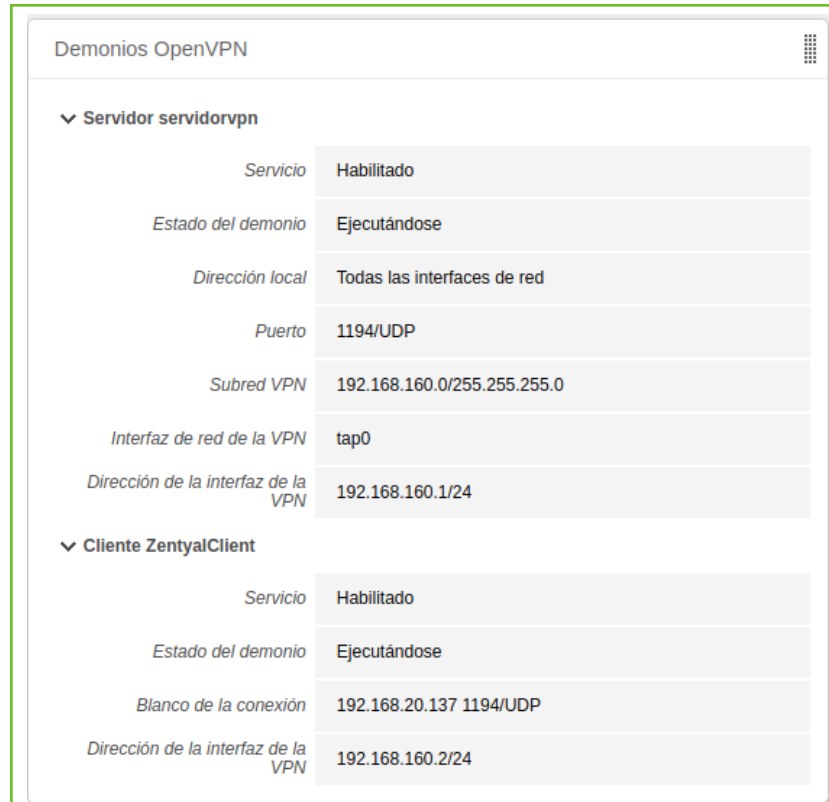 Demonios OpenVPN
Servidor servidorvpn
Servicio Habilitado
Estado del demonio Ejecutándose
Dirección local Todas las interfaces de red
Puerto 1194/UDP
Subred VPN 192.168.160.0/255.255.255.0
Interfaz de red de la VPN tap0
Dirección de la interfaz de la
VPN 192.168.160.1/24
Cliente ZentyalClient
Servicio Habilitado
Estado del demonio Ejecutándose
Blanco de la conexión 192.168.20.137 1194/UDP
Dirección de la interfaz de la
VPN 192.168.160.2/24